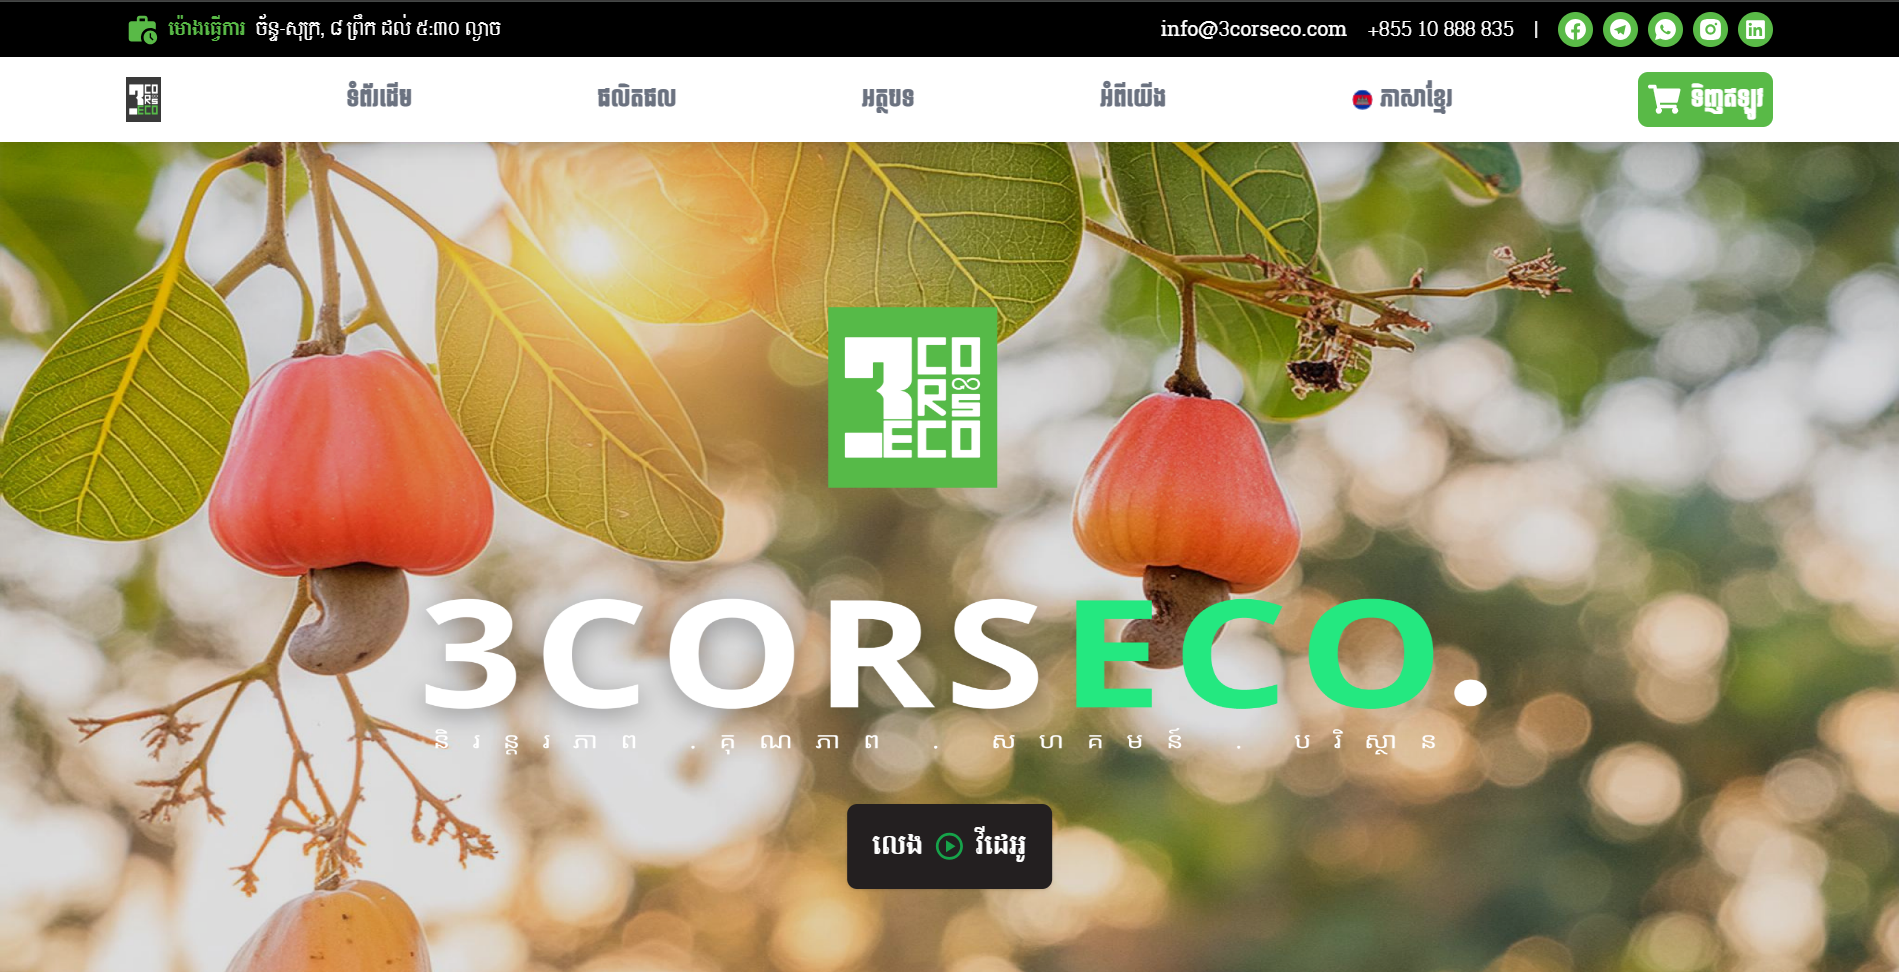 ម៉ោងធ្វើការ ច័ន្ទ-សុក្រ, ៨ ព្រឹក ដល់ ៥:៣០ ល្ងាច
info@3corseco.com +855 10 888 835 |
3CORSECO ទំព័រដើម ផលិតផល អត្ថបទ អំពីយើង ភាសាខ្មែរ ទិញឥឡូវ
3 CO
RS
ECO
3CORSECO.
និរន្តរភាព .គុណភាព . សហគមន៍ . បរិស្ថាន
លេង វីដេអូ